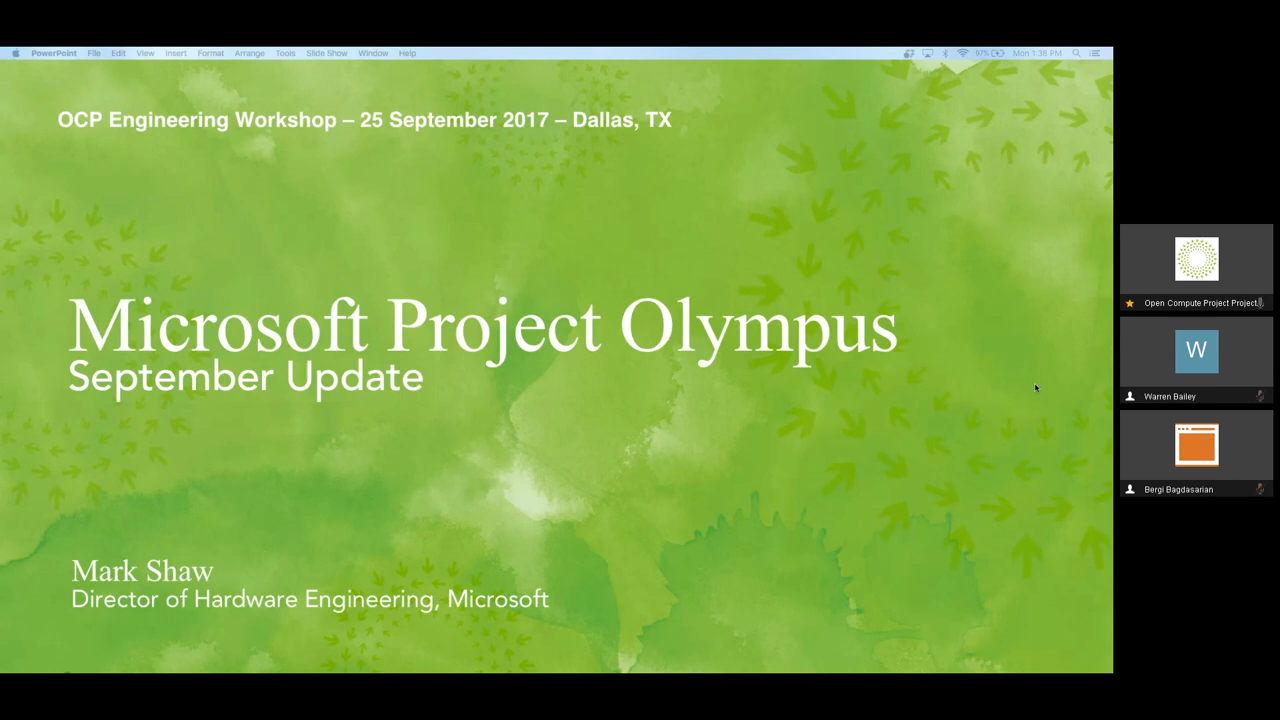 PowerPoint File Edit View Insert Format Arrange Tools Slide Show Window Help 97% Mon 1:38 PM
OCP Engineering Workshop – 25 September 2017 – Dallas, TX
Microsoft Project Olympus
September Update
Mark Shaw
Director of Hardware Engineering, Microsoft
Open Compute Project Project...
W
Warren Bailey
Bergi Bagdasarian